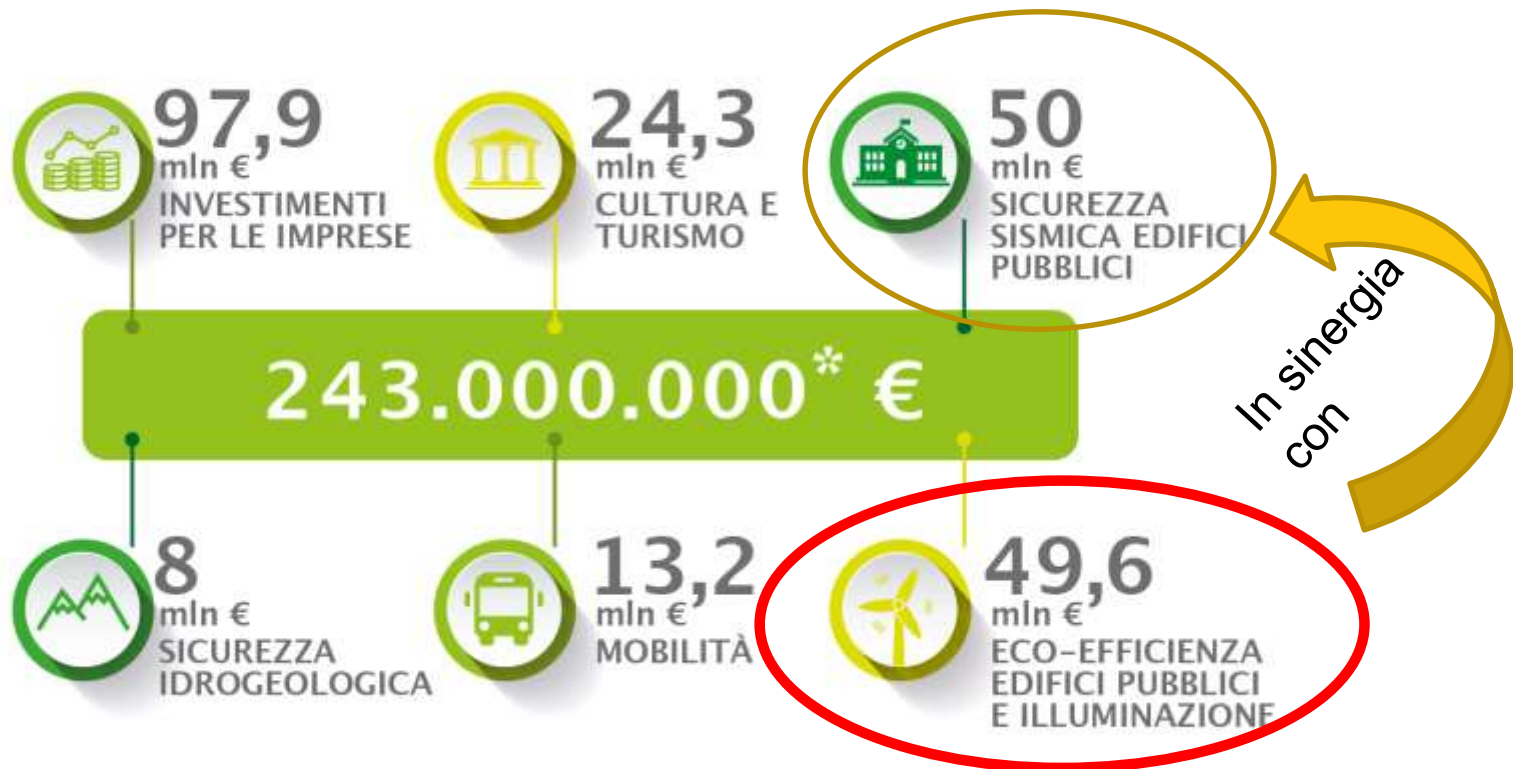 97,9
mln €
INVESTIMENTI
PER LE IMPRESE
24,3
mln €
CULTURA E
TURISMO
50
mln €
SICUREZZA
SISMICA EDIFICI
PUBBLICI
In sinergia
con
243.000.000* €
8
mln €
SICUREZZA
IDROGEOLOGICA
13,2
mln €
MOBILITÀ
49,6
mln €
ECO-EFFICIENZA
EDIFICI PUBBLICI
E ILLUMINAZIONE